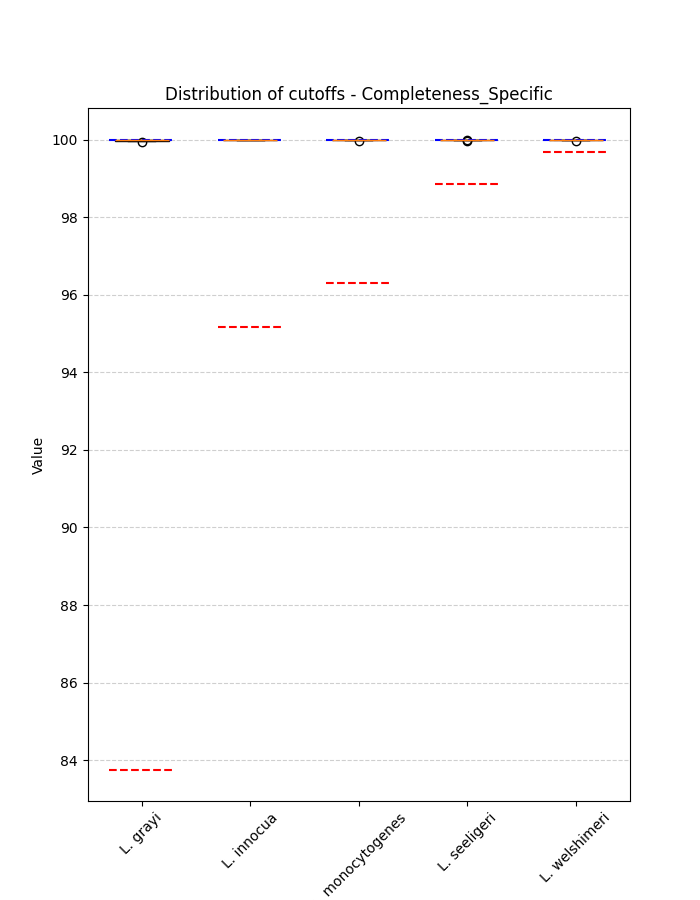 Distribution of cutoffs - Completeness_Specific
100
98
96
94
92
90
88
86
84
Value
L. grayi
L. innocua
monocytogenes
L. seeligeri
L. welshimeri